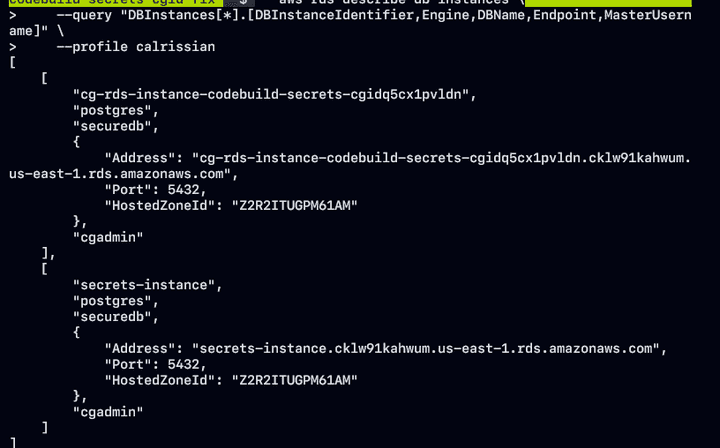 codebuild-secrets-cgid-fix $ aws rds describe-db-instances \
>     --query "DBInstances[*].[DBInstanceIdentifier,Engine,DBName,Endpoint,MasterUsern
ame]" \
>     --profile calrissian
[
    [
        "cg-rds-instance-codebuild-secrets-cgidq5cx1pvldn",
        "postgres",
        "securedb",
        {
            "Address": "cg-rds-instance-codebuild-secrets-cgidq5cx1pvldn.cklw91kahwum.
us-east-1.rds.amazonaws.com",
            "Port": 5432,
            "HostedZoneId": "Z2R2ITUGPM61AM"
        },
        "cgadmin"
    ],
    [
        "secrets-instance",
        "postgres",
        "securedb",
        {
            "Address": "secrets-instance.cklw91kahwum.us-east-1.rds.amazonaws.com",
            "Port": 5432,
            "HostedZoneId": "Z2R2ITUGPM61AM"
        },
        "cgadmin"
    ]
]